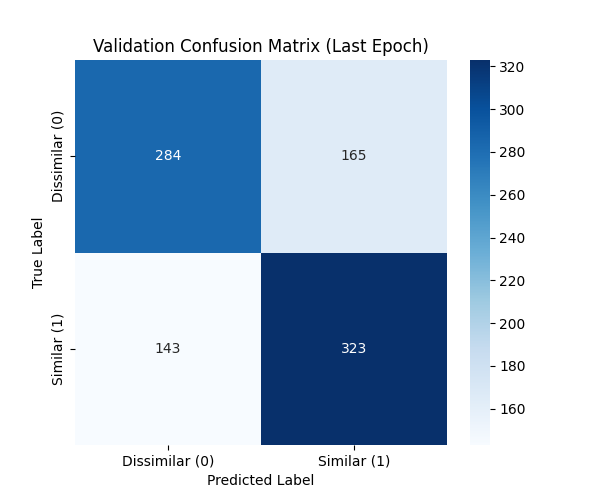 Validation Confusion Matrix (Last Epoch)
True Label
Dissimilar (0)
Similar (1)
284
165
143
323
Dissimilar (0)
Similar (1)
Predicted Label
320
300
280
260
240
220
200
180
160